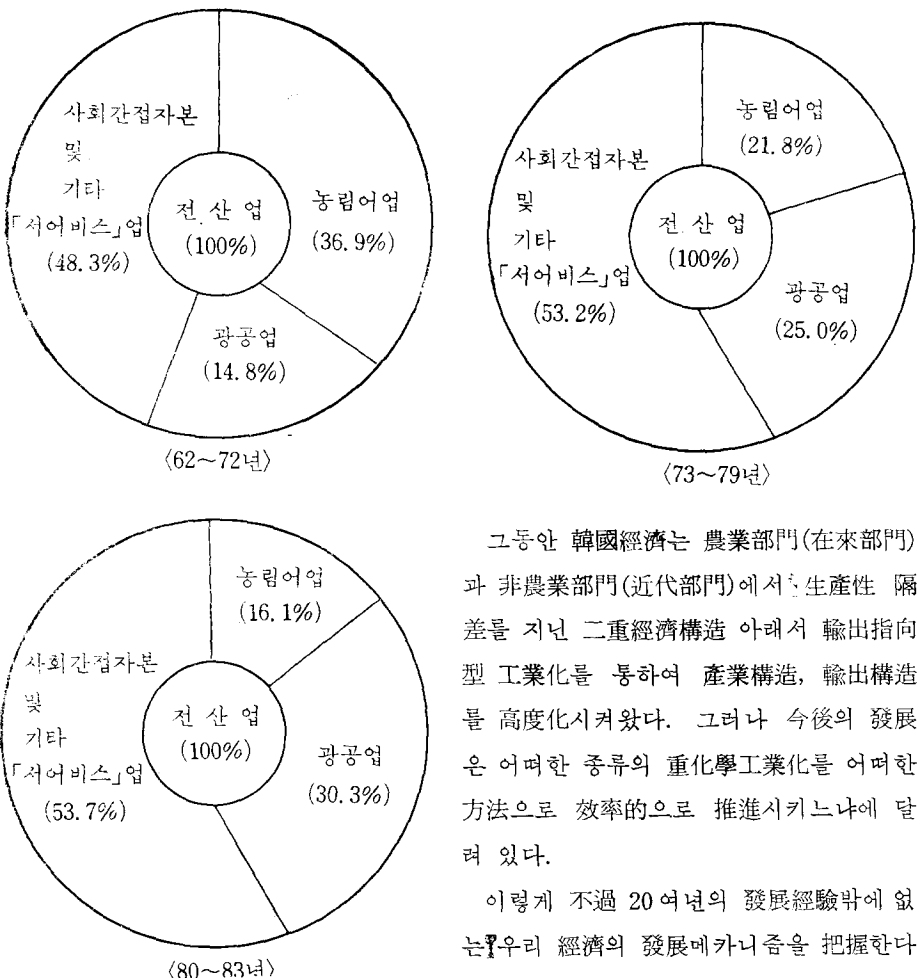 사회간접자본
및
기타
「서어비스」업
(48.3%)
전 산 업
(100%)
농림어업
(36.9%)
광공업
(14.8%)
〈62~72년〉
사회간접자본
및
기타
「서어비스」업
(53.2%)
전 산 업
(100%)
농림어업
(21.8%)
광공업
(25.0%)
〈73~79년〉
사회간접자본
및
기타
「서어비스」업
(53.7%)
전 산 업
(100%)
농림어업
(16.1%)
광공업
(30.3%)
〈80~83년〉
그동안 韓國經濟는 農業部門(在來部門)
과 非農業部門(近代部門)에서 生產性 隔
差를 지닌 二重經濟構造 아래서 輸出指向
型 工業化를 통하여 產業構造, 輸出構造
를 高度化시켜왔다. 그러나 今後의 發展
은 어떠한 종류의 重化學工業化를 어떠한
方法으로 效率的으로 推進시키느냐에 달
려 있다.
이렇게 不過 20여년의 發展經驗밖에 없
는 우리 經濟의 發展메카니즘을 把握한다